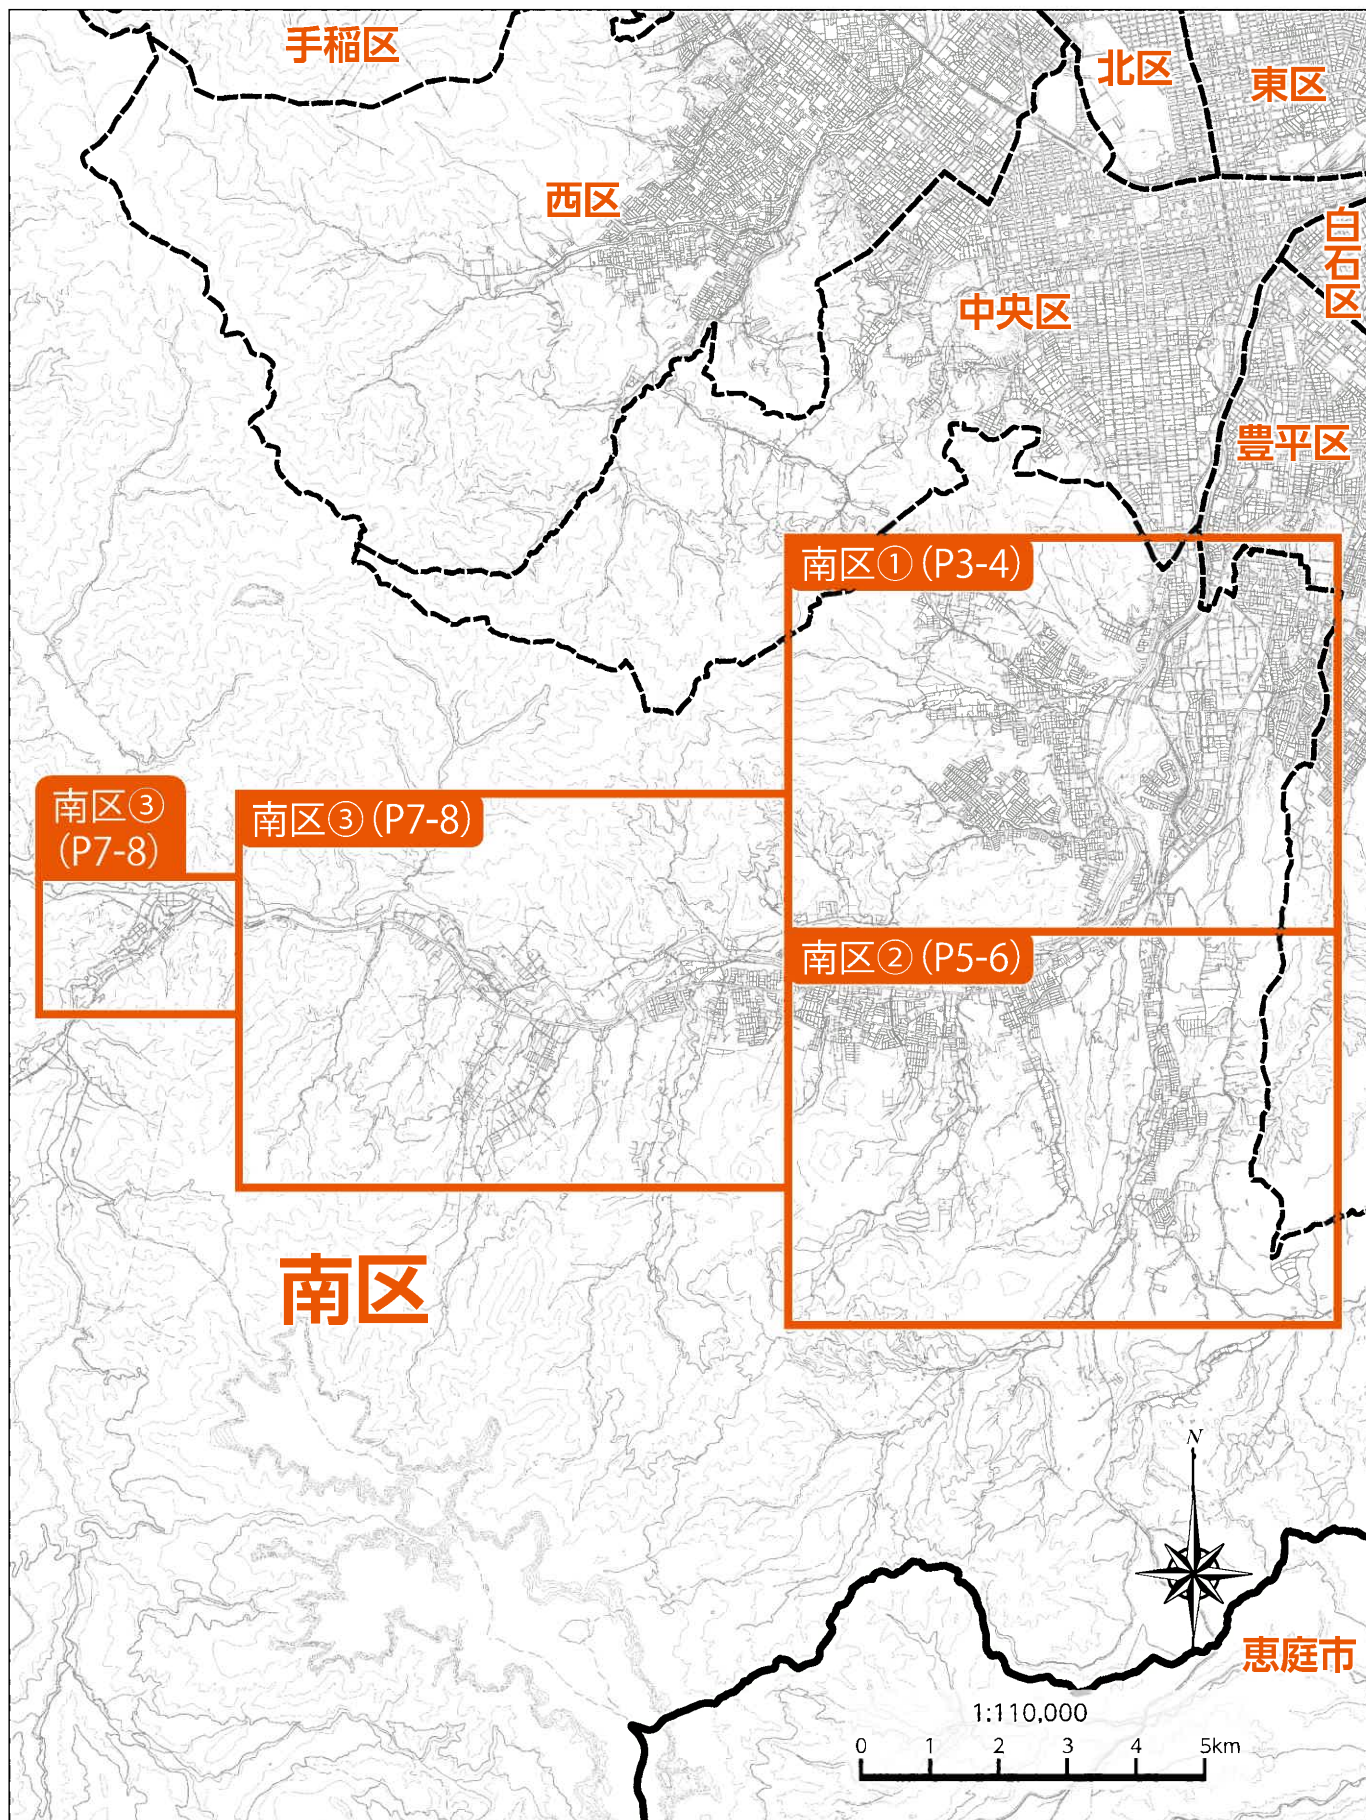 手稲区
北区
東区
西区
白石区
中央区
豊平区
南区①(P3-4)
南区③
(P7-8)
南区③(P7-8)
南区②(P5-6)
南区
N
恵庭市
1:110,000
0 1 2 3 4 5km